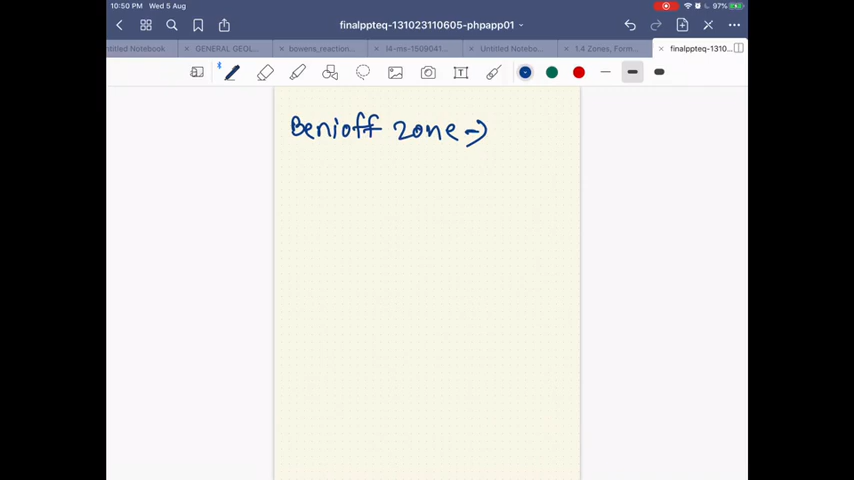 10:50 PM Wed 5 Aug
97%
finalppteq-131023110605-phpapp01
ntitled Notebook
GENERAL GEOL...
bowens_reaction...
l4-ms-1509041...
Untitled Notebo...
1.4 Zones, Form...
finalppteq-1310...
Benioff zone →